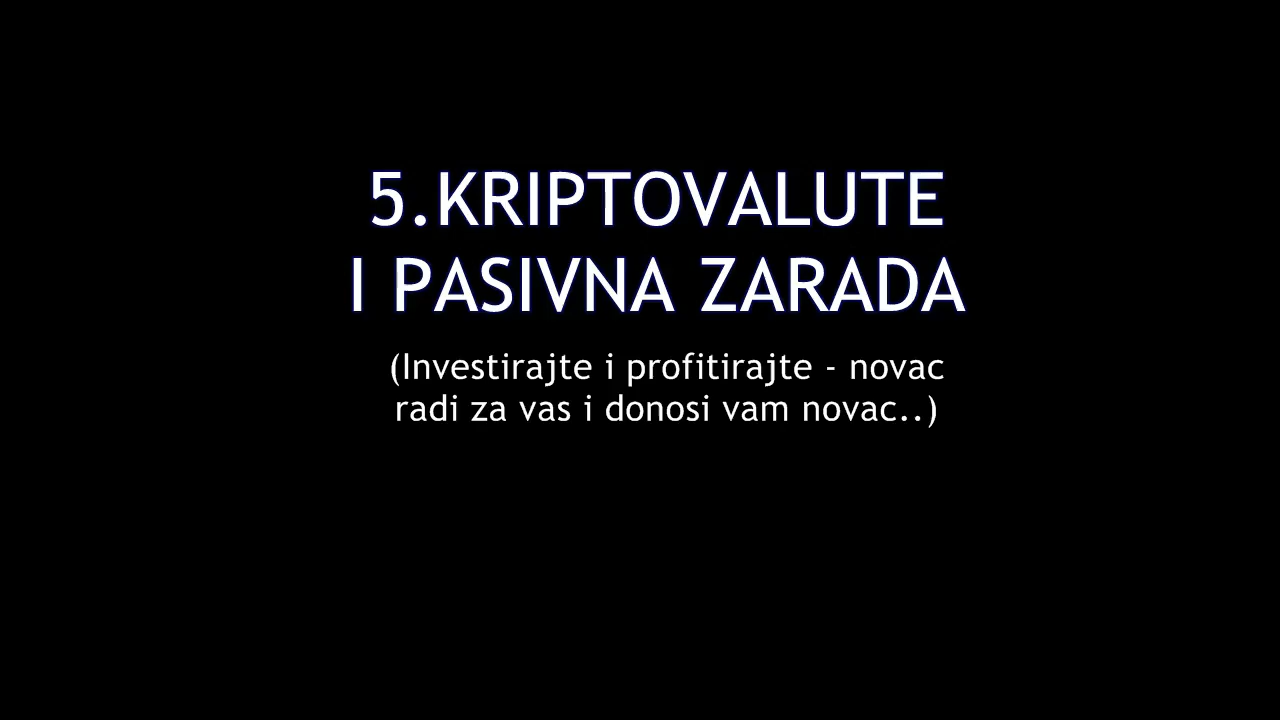 5.KRIPTOVALUTE
I PASIVNA ZARADA
(Investirajte i profitirajte - novac
radi za vas i donosi vam novac..)